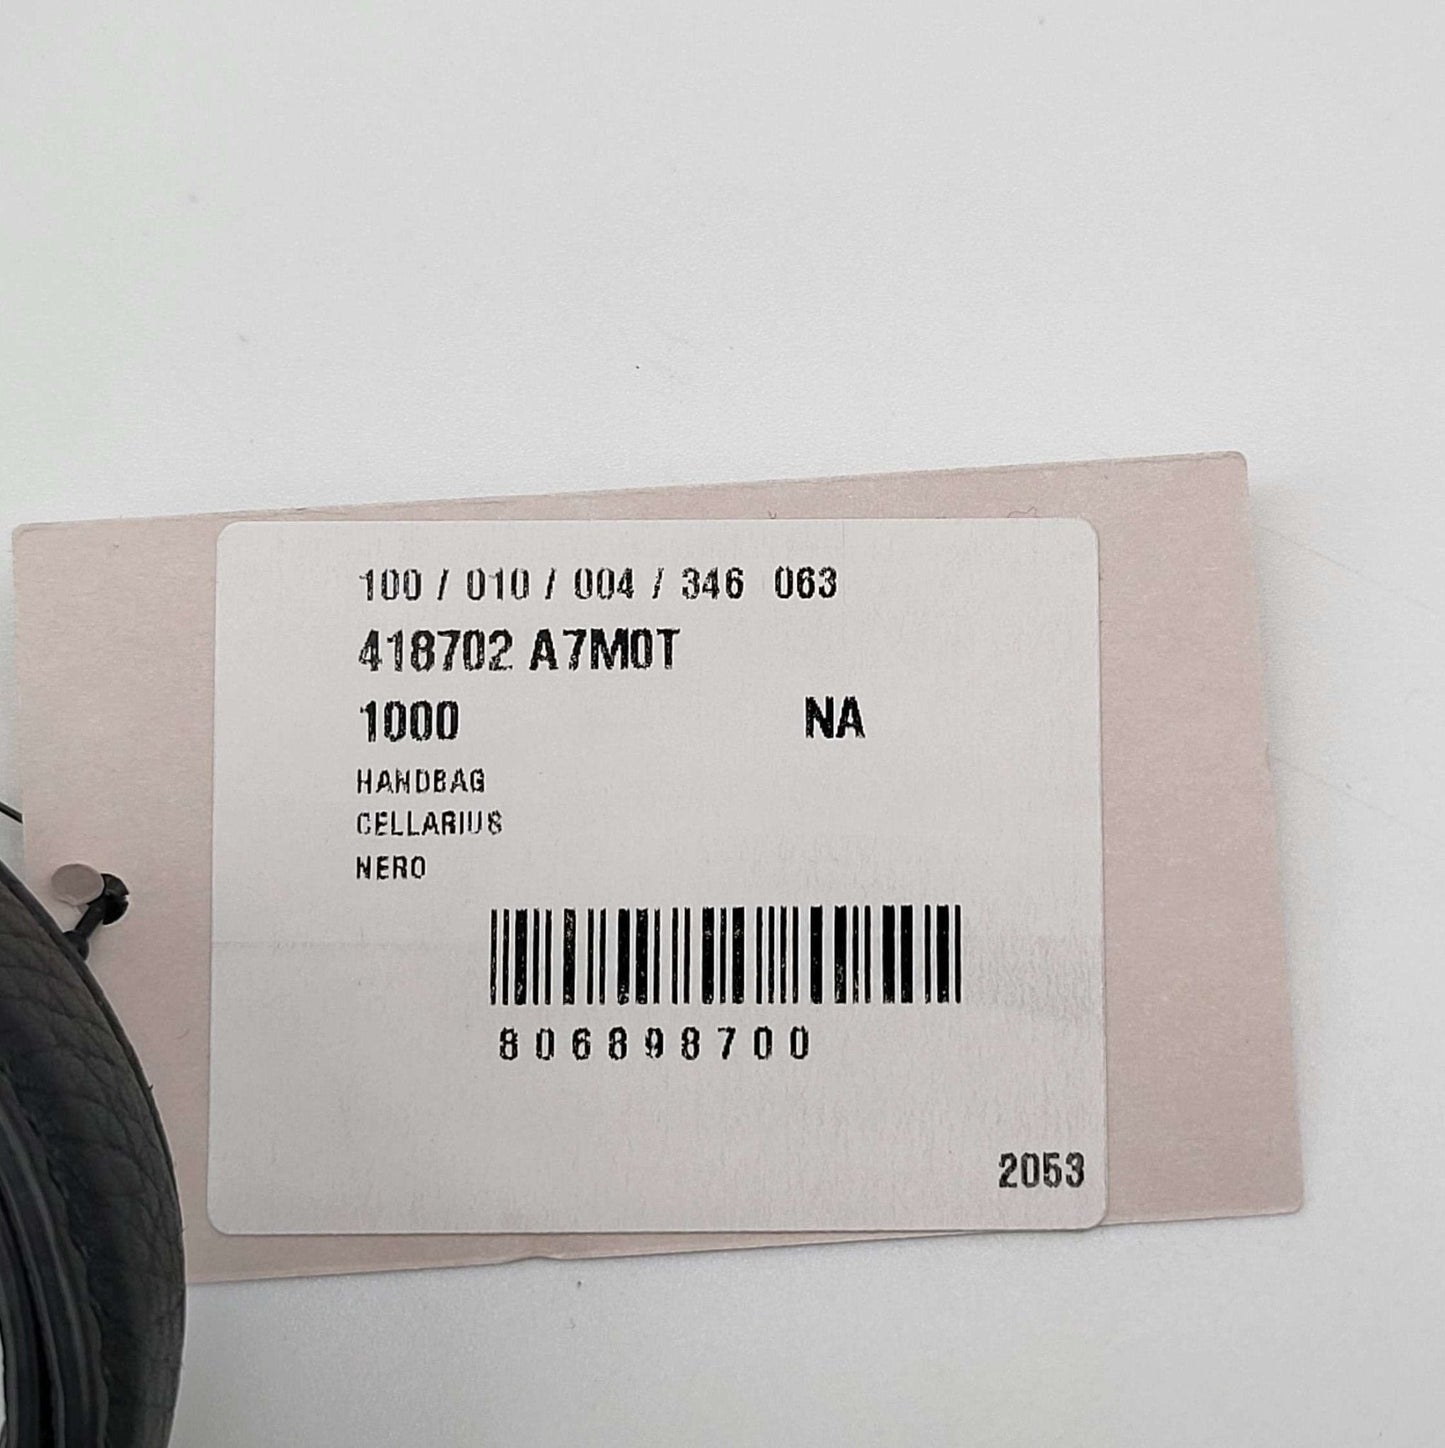 100 / 010 / 004 / 346 063
418702 A7M0T
1000 NA
HANDBAG
CELLARIUS
NERO
806898700
2053